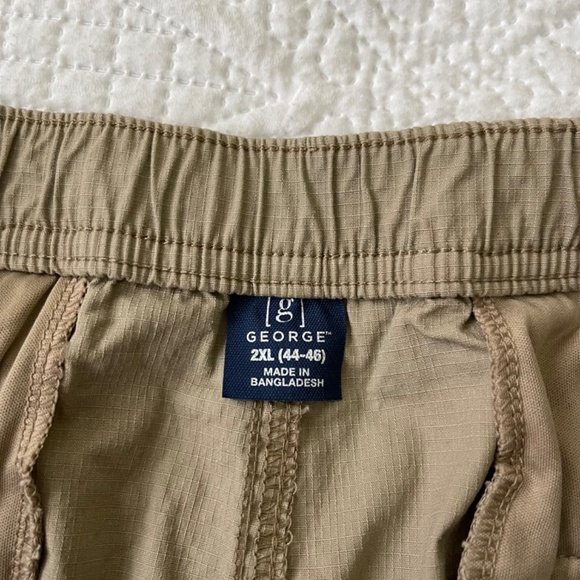 [g]
GEORGE™
2XL (44-46)
MADE IN
BANGLADESH